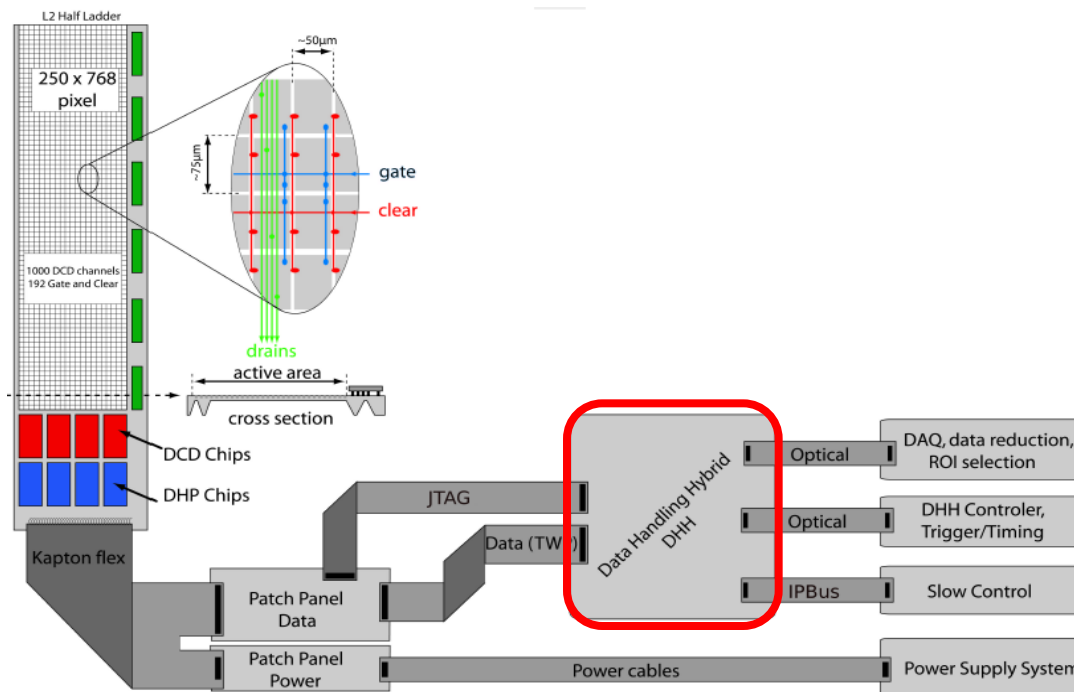 L2 Half Ladder
250 x 768
pixel
1000 DCD channels
192 Gate and Clear
~50μm
~75μm
gate
clear
drains
active area
cross section
DCD Chips
DHP Chips
Kapton flex
JTAG
Data (TWP)
Patch Panel
Data
Patch Panel
Power
Power cables
Data Handling Hybrid
DHH
Optical
DAQ, data reduction,
ROI selection
Optical
DHH Controler,
Trigger/Timing
IPBus
Slow Control
Power Supply System